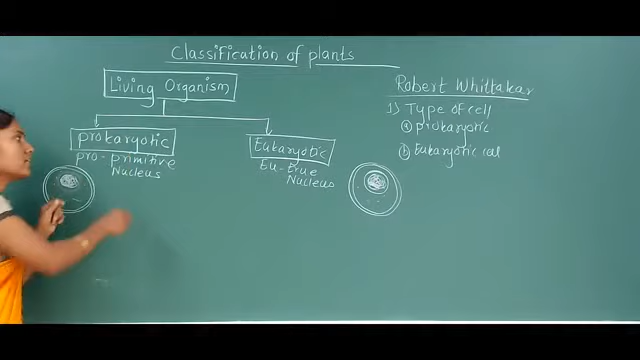 Classification of plants
Living Organism
prokaryotic
pro - primitive
Nucleus
Eukaryotic
Eu - true
Nucleus
Robert Whittakar
1) Type of cell
a prokaryotic
b Eukaryotic cell